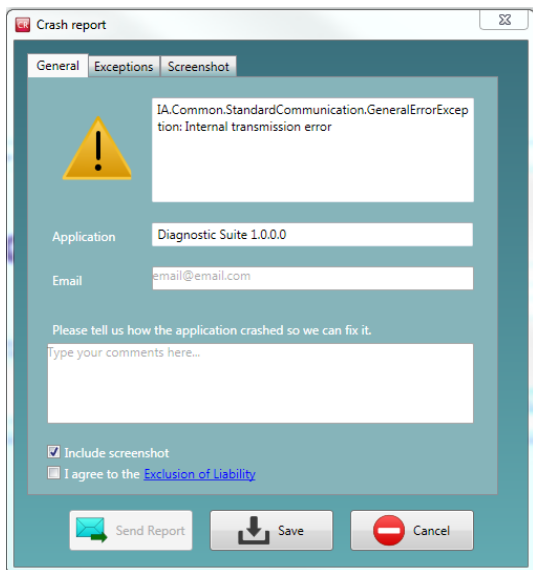 CR Crash report
General Exceptions Screenshot
IA.Common.StandardCommunication.GeneralErrorExcep
tion: Internal transmission error
Application Diagnostic Suite 1.0.0.0
Email email@email.com
Please tell us how the application crashed so we can fix it.
Type your comments here...
Include screenshot
I agree to the Exclusion of Liability
Send Report Save Cancel